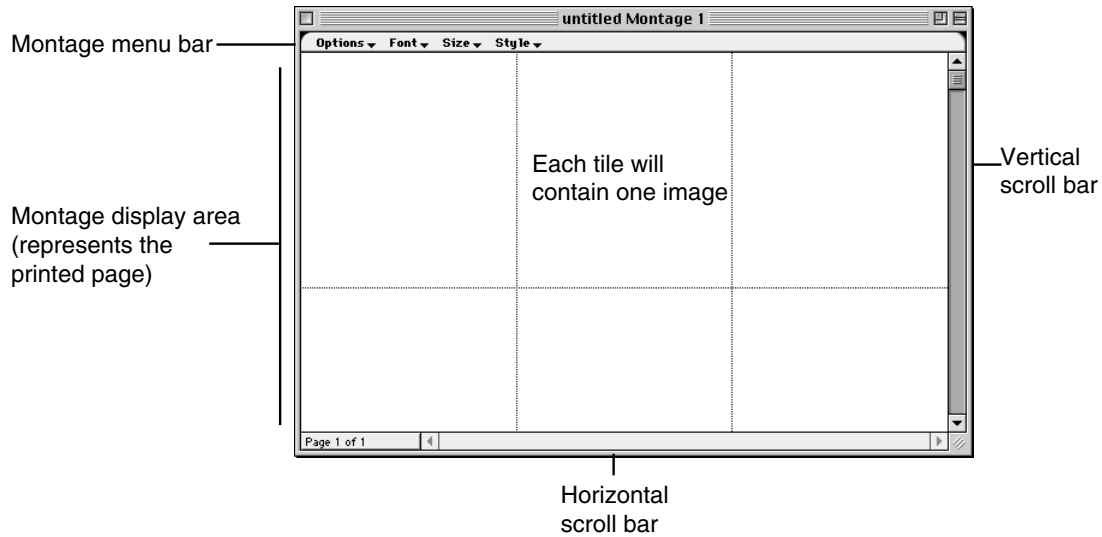 untitled Montage 1
Montage menu bar
Options Font Size Style
Each tile will
contain one image
Vertical
scroll bar
Montage display area
(represents the
printed page)
Page 1 of 1
Horizontal
scroll bar